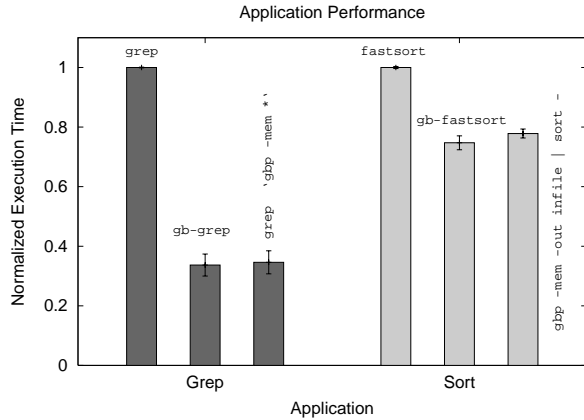 Application Performance
Normalized Execution Time
1
0.8
0.6
0.4
0.2
0
grep
gb-grep
grep `gbp -mem *`
fastsort
gb-fastsort
gbp -mem -out infile | sort -
Grep
Sort
Application